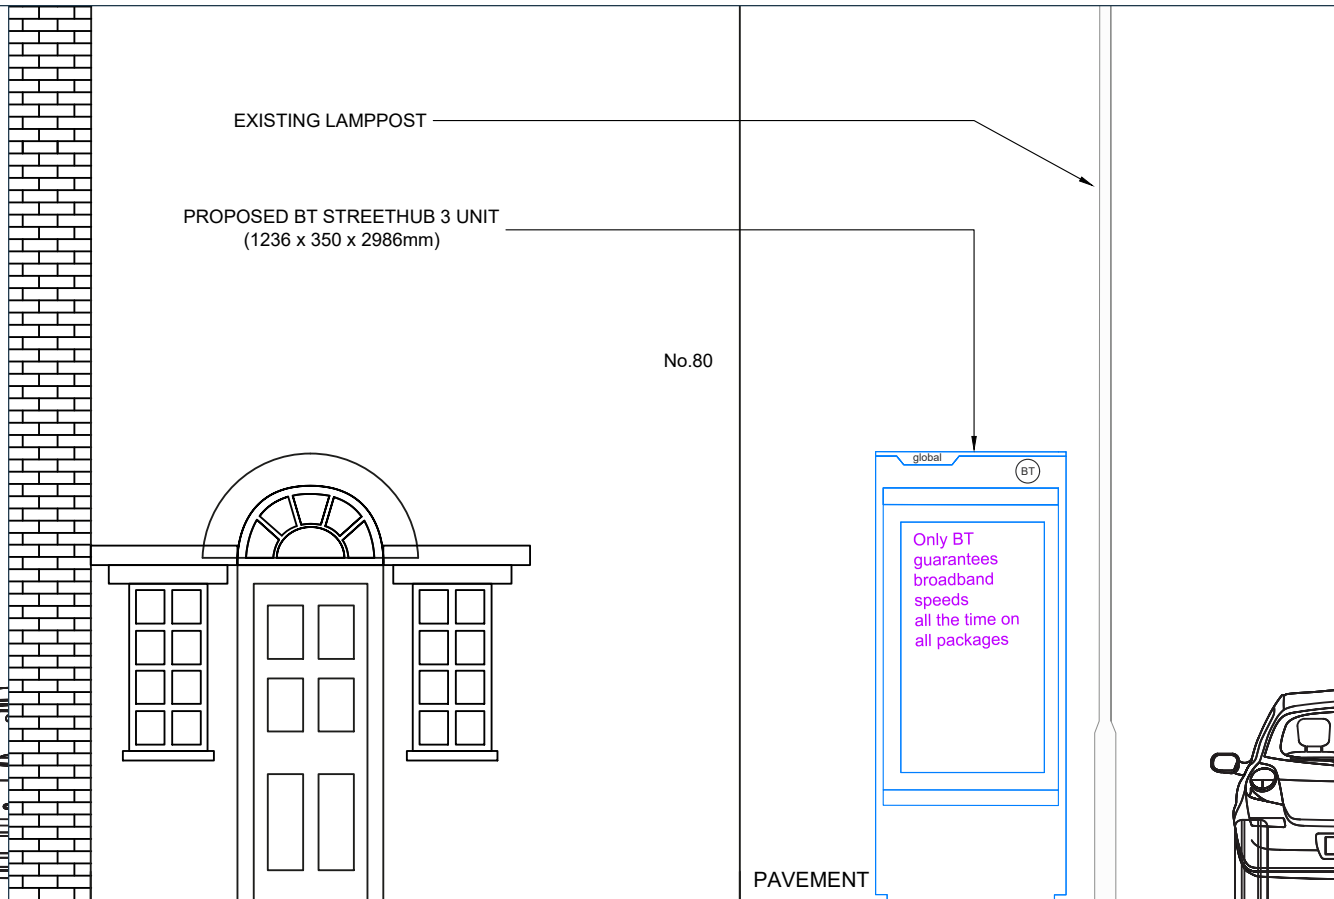 EXISTING LAMPPOST
PROPOSED BT STREETHUB 3 UNIT
(1236 x 350 x 2986mm)
No.80
global
BT
Only BT
guarantees
broadband
speeds
all the time on
all packages
PAVEMENT